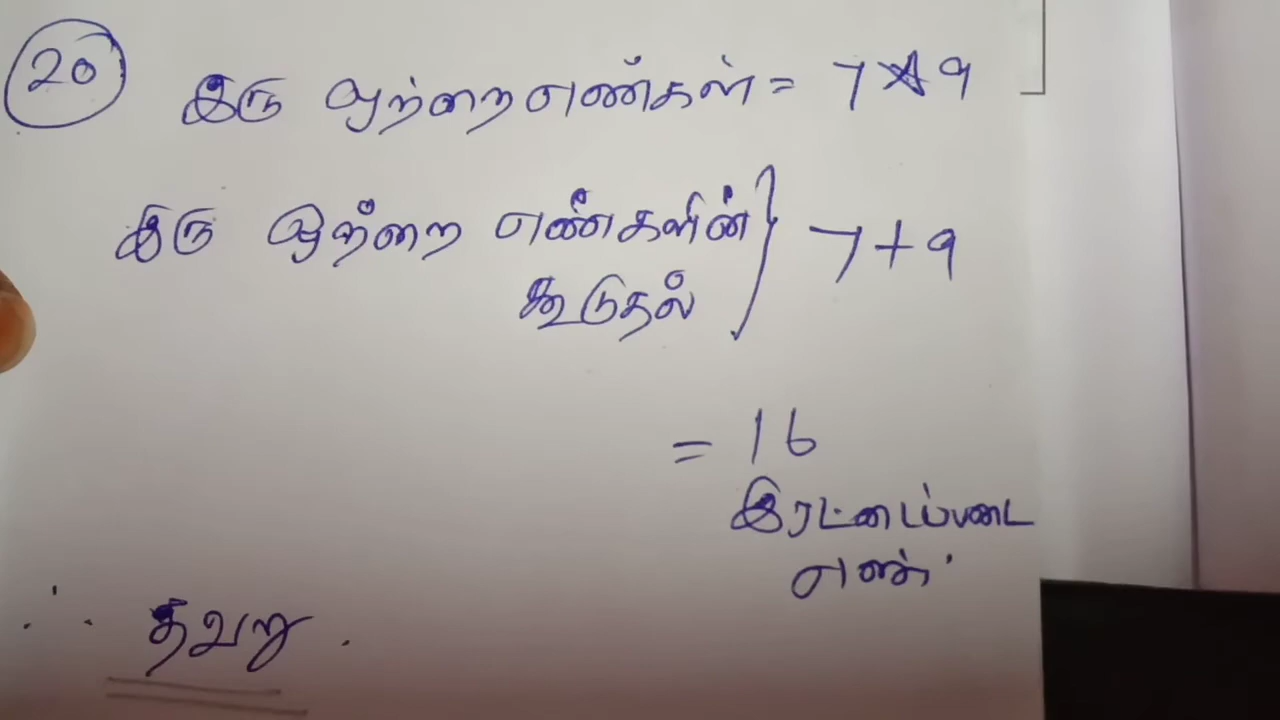 20
இரு ஒற்றை எண்கள் = 7 9
இரு ஒற்றை எண்களின் } 7 + 9
கூடுதல்
= 16
இரட்டைப்படை
எண்.
∴ தவறு.